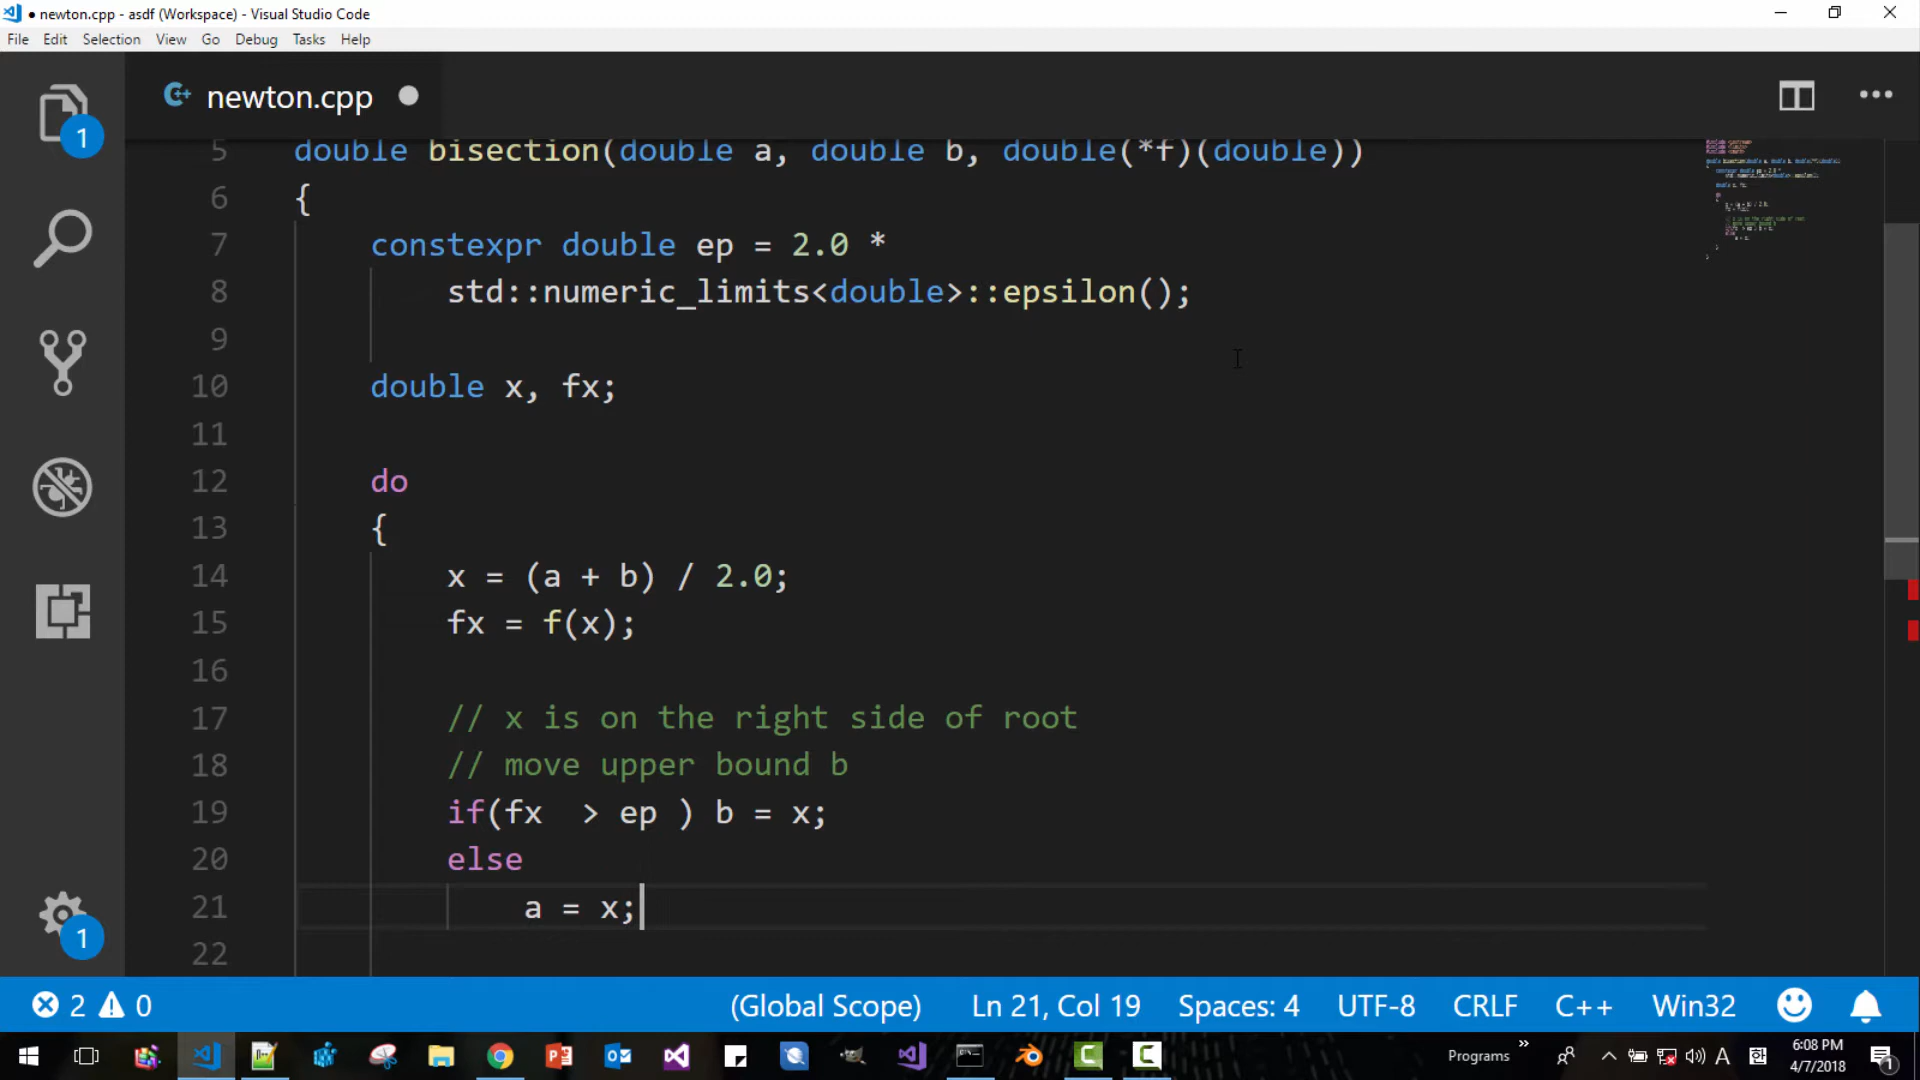 newton.cpp - asdf (Workspace) - Visual Studio Code
File Edit Selection View Go Debug Tasks Help
1
newton.cpp
5 double bisection(double a, double b, double(*f)(double))
6 {
7 constexpr double ep = 2.0 *
8 std::numeric_limits<double>::epsilon();
9
10 double x, fx;
11
12 do
13 {
14 x = (a + b) / 2.0;
15 fx = f(x);
16
17 // x is on the right side of root
18 // move upper bound b
19 if(fx  > ep ) b = x;
20 else
21 a = x;
22
1
2 0 (Global Scope) Ln 21, Col 19 Spaces: 4 UTF-8 CRLF C++ Win32
Programs » A 한 6:08 PM
4/7/2018 1